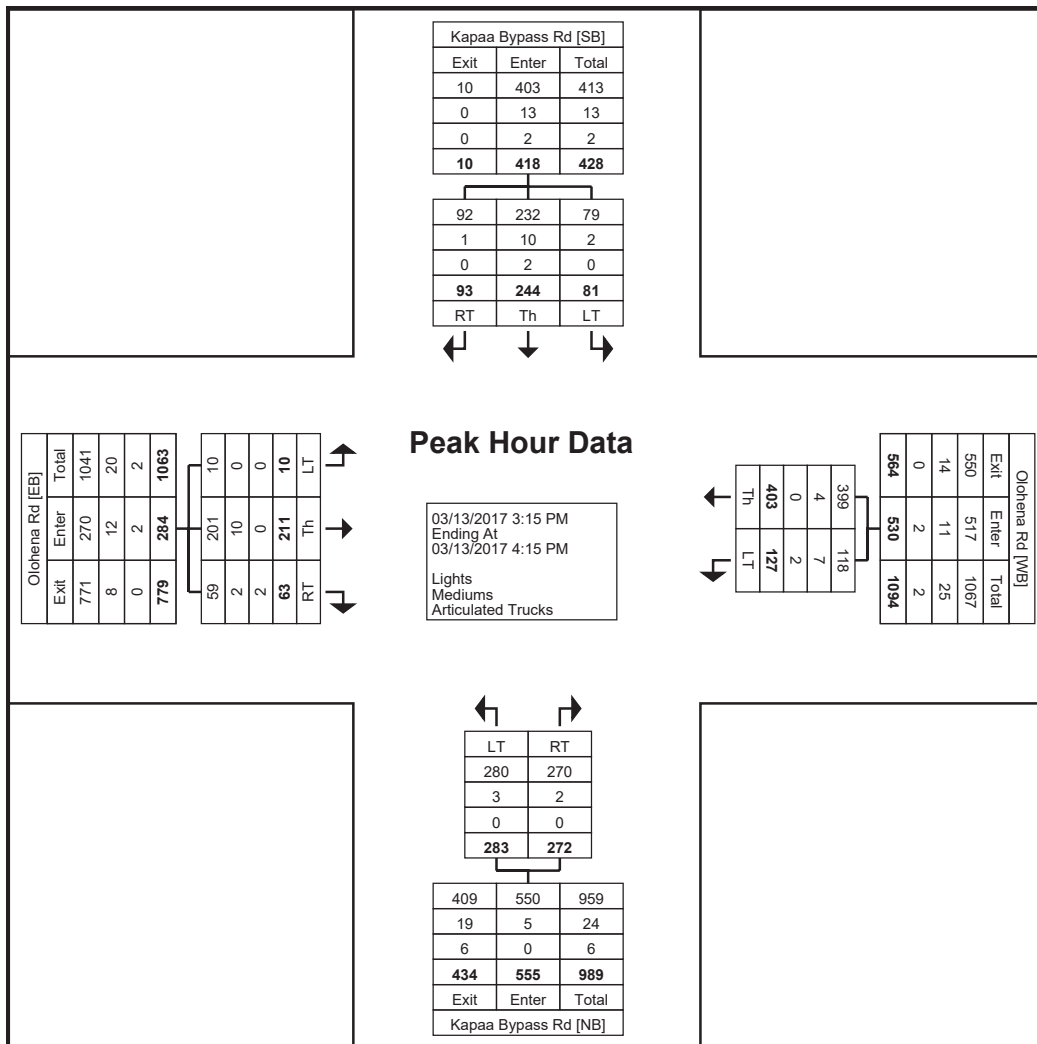 Kapaa Bypass Rd [SB]
Exit Enter Total
10 403 413
0 13 13
0 2 2
10 418 428
92 232 79
1 10 2
0 2 0
93 244 81
RT Th LT
Peak Hour Data
Olohena Rd [EB]
Total Enter Exit
1041 270 771
20 12 8
2 2 0
1063 284 779
10 201 59
0 10 2
0 0 2
10 211 63
LT Th RT
03/13/2017 3:15 PM
Ending At
03/13/2017 4:15 PM
Lights
Mediums
Articulated Trucks
Olohena Rd [WB]
Exit Enter Total
550 517 1067
14 11 25
0 2 2
564 530 1094
399 118
4 7
0 2
403 127
Th LT
LT RT
280 270
3 2
0 0
283 272
409 550 959
19 5 24
6 0 6
434 555 989
Exit Enter Total
Kapaa Bypass Rd [NB]